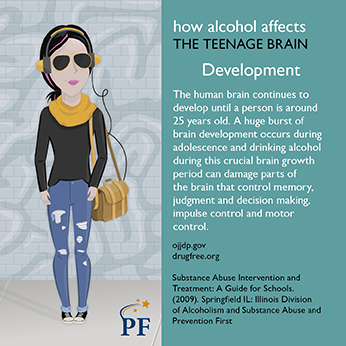 how alcohol affects
THE TEENAGE BRAIN
Development
The human brain continues to
develop until a person is around
25 years old. A huge burst of
brain development occurs during
adolescence and drinking alcohol
during this crucial brain growth
period can damage parts of
the brain that control memory,
judgment and decision making,
impulse control and motor
control.
ojjdp.gov
drugfree.org
Substance Abuse Intervention and
Treatment: A Guide for Schools.
(2009). Springfield IL: Illinois Division
of Alcoholism and Substance Abuse and
Prevention First
PF